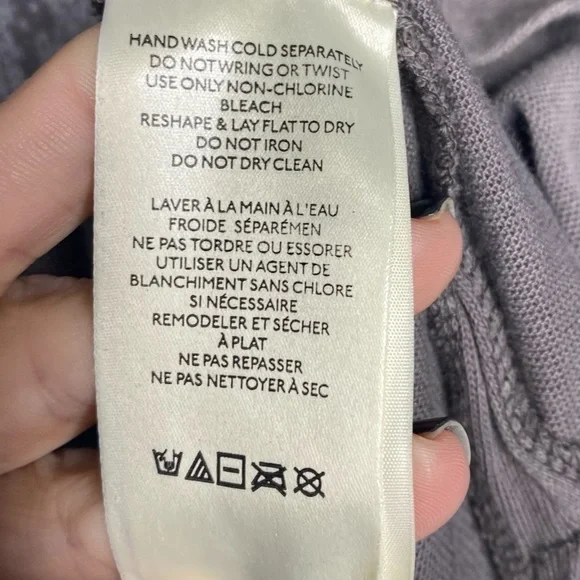 HAND WASH COLD SEPARATELY
DO NOT WRING OR TWIST
USE ONLY NON-CHLORINE
BLEACH
RESHAPE & LAY FLAT TO DRY
DO NOT IRON
DO NOT DRY CLEAN
LAVER À LA MAIN À L'EAU
FROIDE SÉPARÉMEN
NE PAS TORDRE OU ESSORER
UTILISER UN AGENT DE
BLANCHIMENT SANS CHLORE
SI NÉCESSAIRE
REMODELER ET SÉCHER
À PLAT
NE PAS REPASSER
NE PAS NETTOYER À SEC